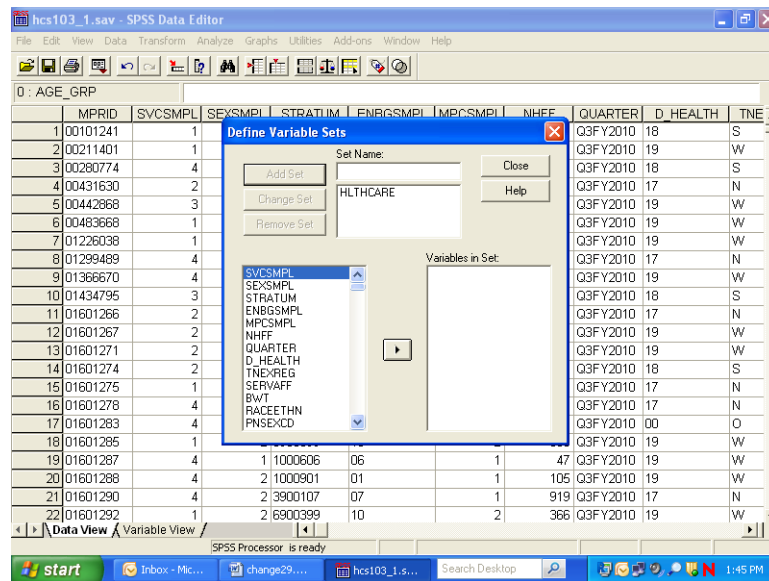 hcs103_1.sav - SPSS Data Editor
File Edit View Data Transform Analyze Graphs Utilities Add-ons Window Help
0 : AGE_GRP
MPRID SVCSMPL SEXSMPL STRATUM ENBGSMPL MPCSMPL NHFF QUARTER D_HEALTH TNE
1 00101241 1 Q3FY2010 18 S
2 00211401 1 Q3FY2010 19 W
3 00280774 4 Q3FY2010 18 S
4 00431630 2 Q3FY2010 17 N
5 00442868 3 Q3FY2010 19 W
6 00483668 1 Q3FY2010 19 W
7 01226038 1 Q3FY2010 19 W
8 01299489 4 Q3FY2010 17 N
9 01366670 4 Q3FY2010 19 W
10 01434795 3 Q3FY2010 18 S
11 01601266 2 Q3FY2010 17 N
12 01601267 2 Q3FY2010 19 W
13 01601271 2 Q3FY2010 19 W
14 01601274 2 Q3FY2010 18 S
15 01601275 1 Q3FY2010 17 N
16 01601278 4 Q3FY2010 17 N
17 01601283 4 Q3FY2010 00 O
18 01601285 1 Q3FY2010 19 W
19 01601287 4 1 1000606 06 1 47 Q3FY2010 19 W
20 01601288 4 2 1000901 01 1 105 Q3FY2010 19 W
21 01601290 4 2 3900107 07 1 919 Q3FY2010 17 N
22 01601292 1 2 6900399 10 2 366 Q3FY2010 19 W
Define Variable Sets
Set Name:
Add Set
Change Set
Remove Set
HLTHCARE
Close
Help
Variables in Set:
SVCSMPL
SEXSMPL
STRATUM
ENBGSMPL
MPCSMPL
NHFF
QUARTER
D_HEALTH
TNEXREG
SERVAFF
BWT
RACEETHN
PNSEXCD
Data View Variable View
SPSS Processor is ready
start Inbox - Mic... change29.... hcs103_1.s... Search Desktop 1:45 PM